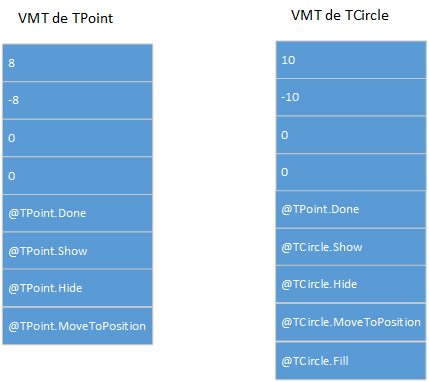 VMT de TPoint
8
-8
0
0
@TPoint.Done
@TPoint.Show
@TPoint.Hide
@TPoint.MoveToPosition
VMT de TCircle
10
-10
0
0
@TPoint.Done
@TCircle.Show
@TCircle.Hide
@TCircle.MoveToPosition
@TCircle.Fill